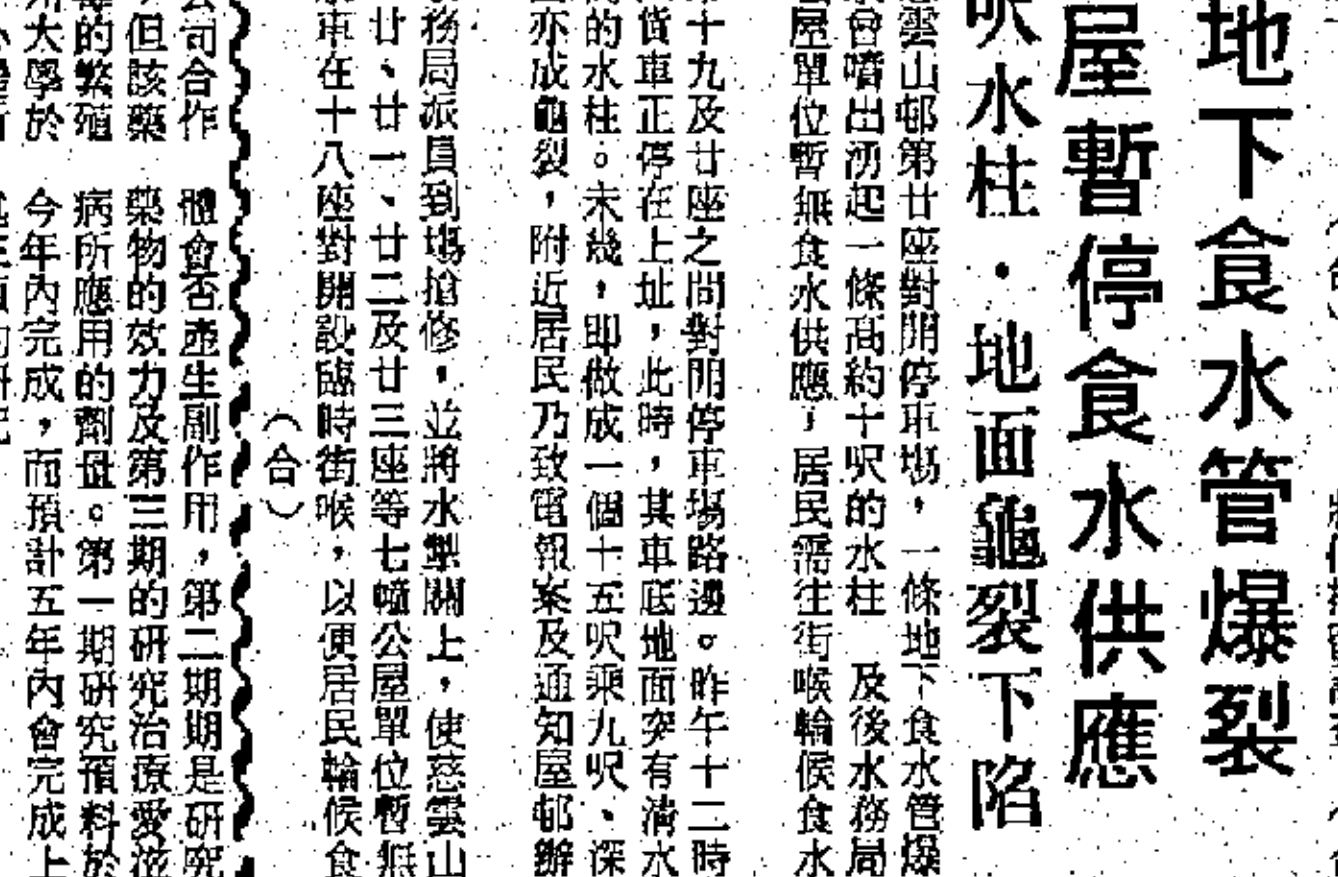 地下食水管爆裂
屋暫停食水供應
呎水柱・地面龜裂下陷
慈雲山邨第廿座對開停車場，一條地下食水管爆
曾噴出湧起一條高約十呎的水柱　及後水務局
屋單位暫無食水供應，居民需往街喉輪候食水
第十九及廿座之間對開停車場路邊。昨午十二時
貨車正停在上址，此時，其車底地面突有清水
的水柱。未幾，即做成一個十五呎乘九呎、深
亦成龜裂，附近居民乃致電報案及通知屋邨辦
務局派員到場搶修，並將水掣關上，使慈雲山
廿、廿一、廿二及廿三座等七幢公屋單位暫無
車在十八座對開設臨時街喉，以便居民輪候食
（合）
公司合作
體會否產生副作用，第二期期是研究
但該藥
藥物的效力及第三期的研究治療愛滋
的繁殖
病所應用的劑量。第一期研究預料於
大學於
今年內完成，而預計五年內會完成上